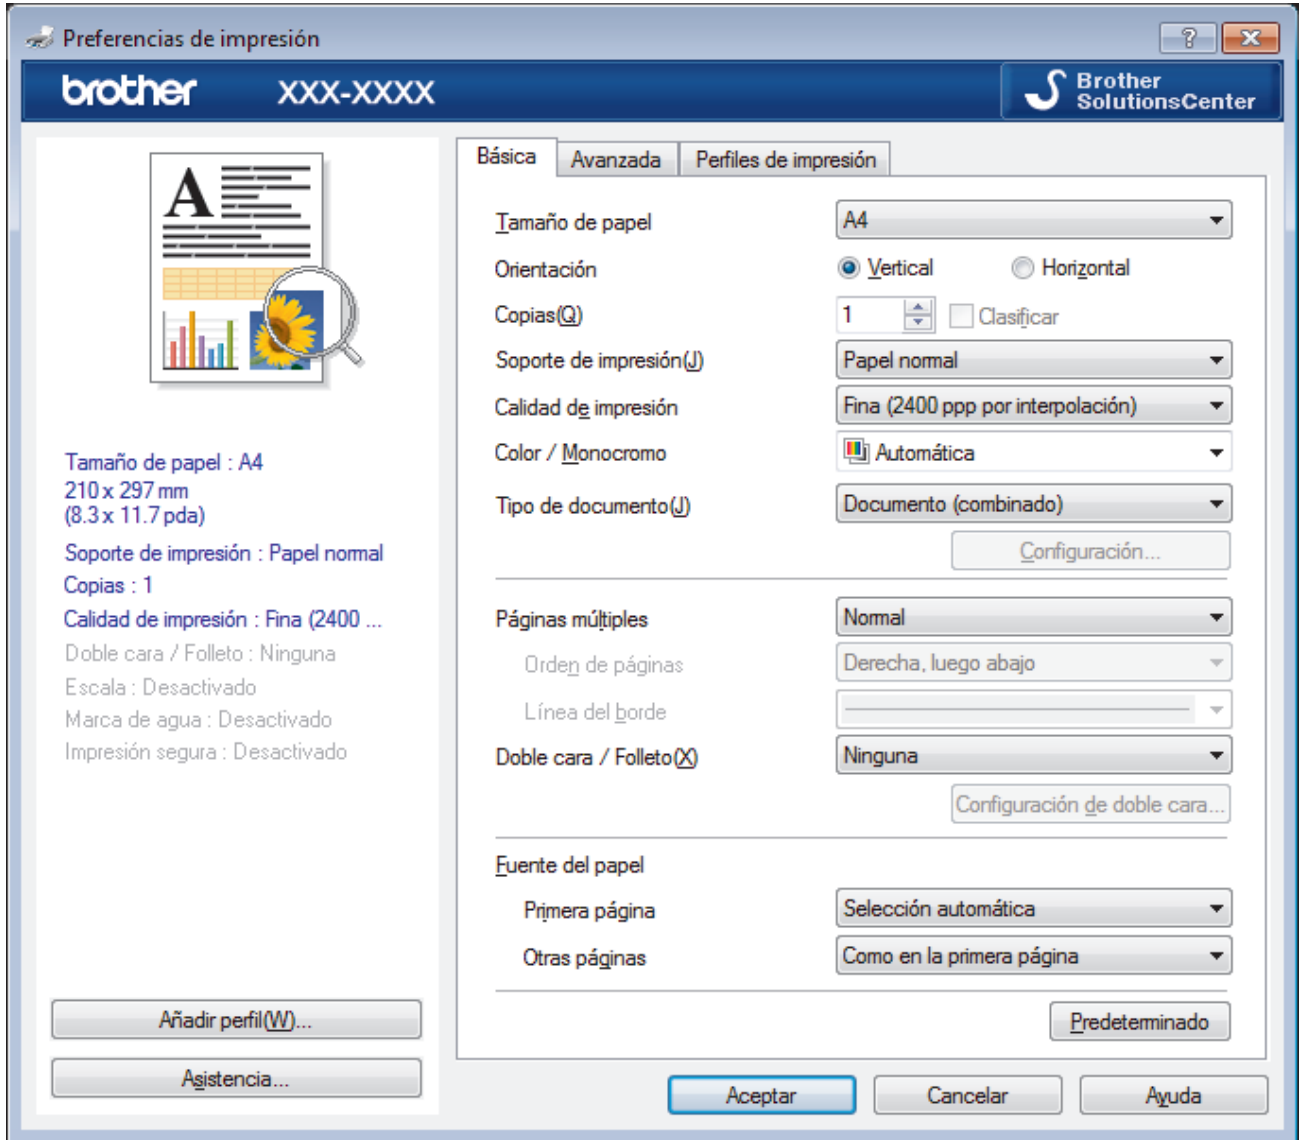 Preferencias de impresión
brother XXX-XXXX
Brother
SolutionsCenter
A
Tamaño de papel : A4
210 x 297 mm
(8.3 x 11.7 pda)
Soporte de impresión : Papel normal
Copias : 1
Calidad de impresión : Fina (2400 ...
Doble cara / Folleto : Ninguna
Escala : Desactivado
Marca de agua : Desactivado
Impresión segura : Desactivado
Añadir perfil(W)...
Asistencia...
Básica Avanzada Perfiles de impresión
Tamaño de papel A4
Orientación Vertical Horizontal
Copias(Q) 1 Clasificar
Soporte de impresión(J) Papel normal
Calidad de impresión Fina (2400 ppp por interpolación)
Color / Monocromo Automática
Tipo de documento(J) Documento (combinado)
Configuración...
Páginas múltiples Normal
Orden de páginas Derecha, luego abajo
Línea del borde
Doble cara / Folleto(X) Ninguna
Configuración de doble cara...
Fuente del papel
Primera página Selección automática
Otras páginas Como en la primera página
Predeterminado
Aceptar Cancelar Ayuda